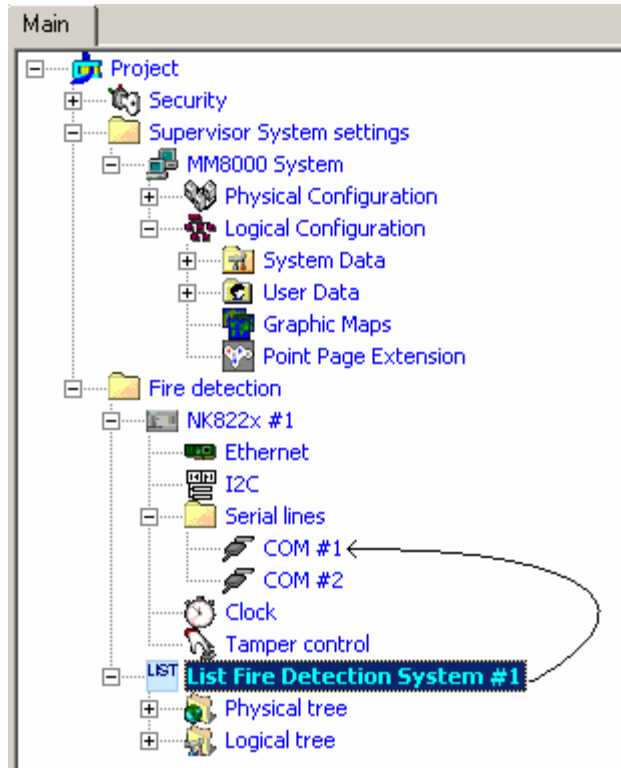 Main
Project
Security
Supervisor System settings
MM8000 System
Physical Configuration
Logical Configuration
System Data
User Data
Graphic Maps
Point Page Extension
Fire detection
NK822x #1
Ethernet
I2C
Serial lines
COM #1
COM #2
Clock
Tamper control
LIST List Fire Detection System #1
Physical tree
Logical tree